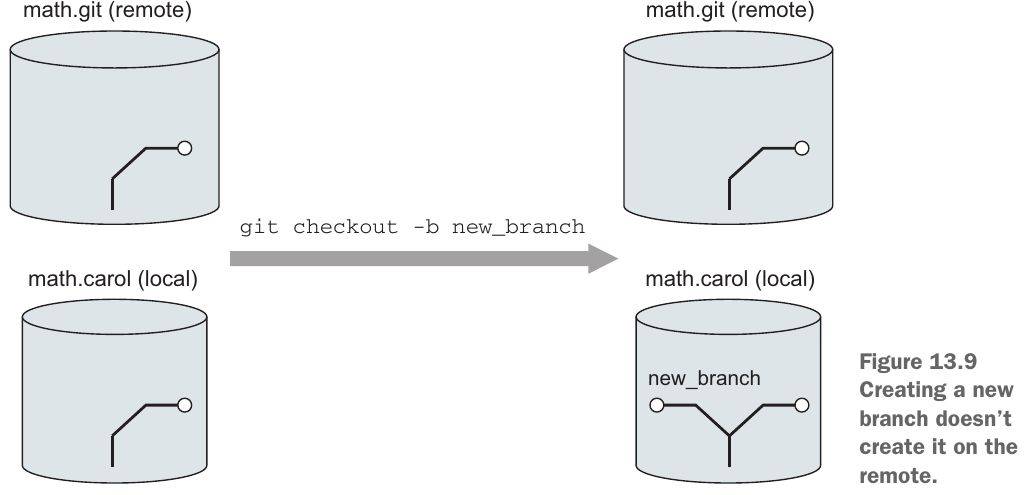 math.git (remote)
math.git (remote)
git checkout -b new_branch
math.carol (local)
math.carol (local)
new_branch
Figure 13.9
Creating a new
branch doesn’t
create it on the
remote.